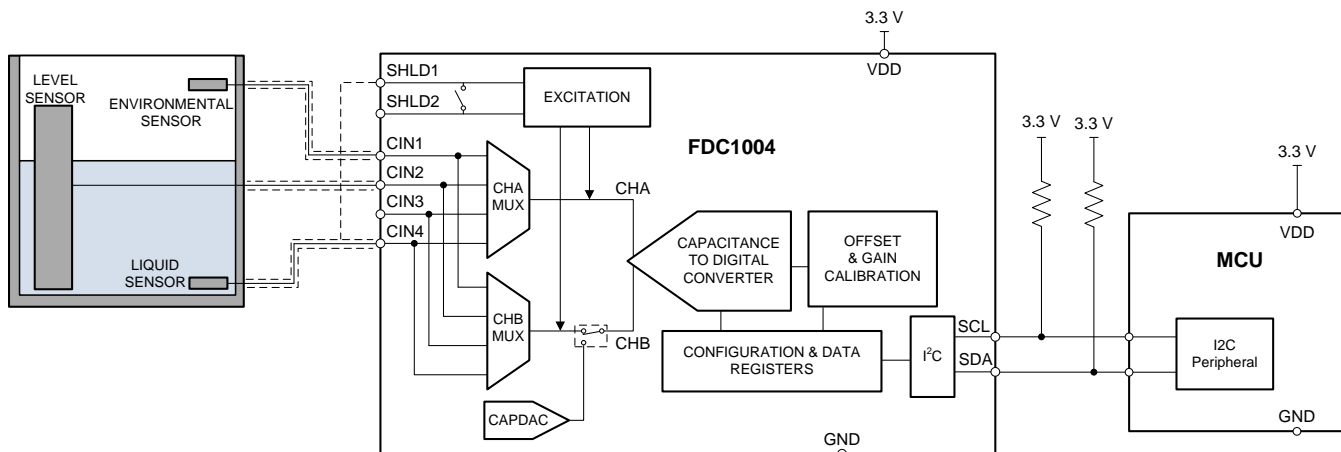 LEVEL
SENSOR
ENVIRONMENTAL
SENSOR
LIQUID
SENSOR
SHLD1
SHLD2
CIN1
CIN2
CIN3
CIN4
EXCITATION
3.3 V
VDD
FDC1004
CHA
MUX
CHA
CHB
MUX
CHB
CAPDAC
CAPACITANCE
TO DIGITAL
CONVERTER
OFFSET
& GAIN
CALIBRATION
CONFIGURATION & DATA
REGISTERS
I²C
SCL
SDA
GND
3.3 V
3.3 V
3.3 V
VDD
MCU
I2C
Peripheral
GND